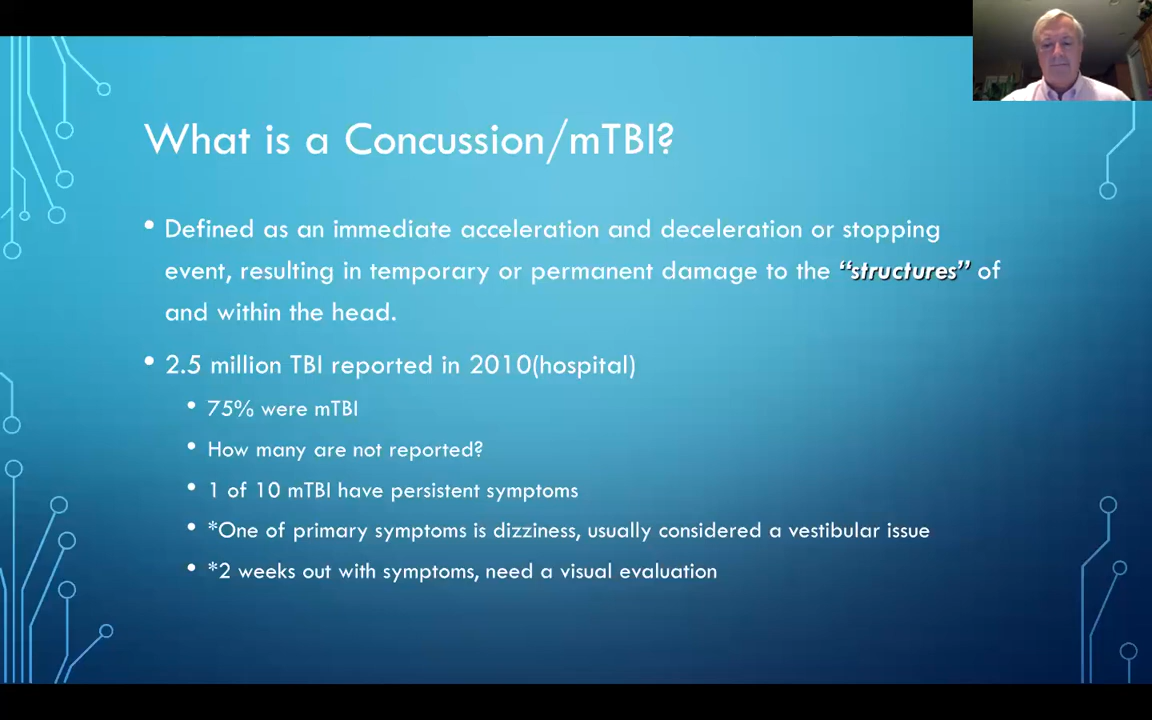 What is a Concussion/mTBI?
• Defined as an immediate acceleration and deceleration or stopping
event, resulting in temporary or permanent damage to the “structures” of
and within the head.
• 2.5 million TBI reported in 2010(hospital)
• 75% were mTBI
• How many are not reported?
• 1 of 10 mTBI have persistent symptoms
• *One of primary symptoms is dizziness, usually considered a vestibular issue
• *2 weeks out with symptoms, need a visual evaluation